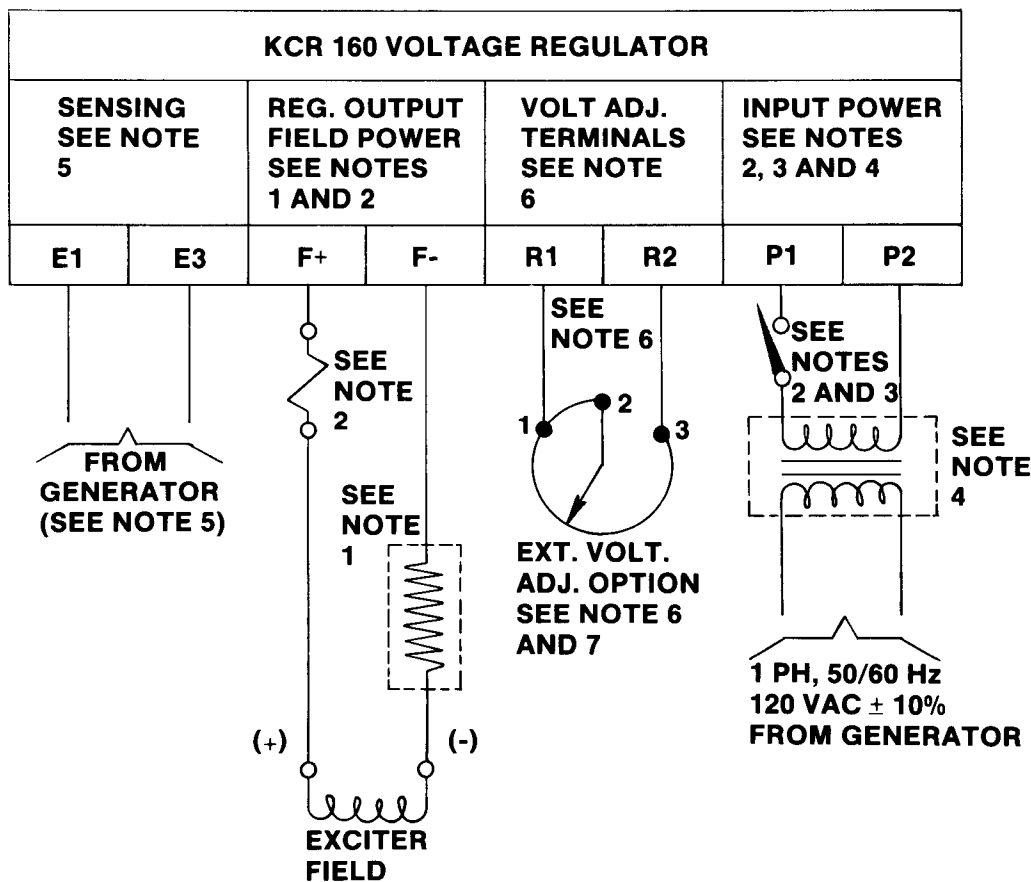 KCR 160 VOLTAGE REGULATOR
SENSING
SEE NOTE
5
REG. OUTPUT
FIELD POWER
SEE NOTES
1 AND 2
VOLT ADJ.
TERMINALS
SEE NOTE
6
INPUT POWER
SEE NOTES
2, 3 AND 4
E1
E3
F+
F-
R1
R2
P1
P2
SEE
NOTE
2
SEE
NOTE 6
SEE
NOTES
2 AND 3
1
2
3
FROM
GENERATOR
(SEE NOTE 5)
SEE
NOTE
1
SEE
NOTE
4
EXT. VOLT.
ADJ. OPTION
SEE NOTE 6
AND 7
1 PH, 50/60 Hz
120 VAC ± 10%
FROM GENERATOR
(+)
(-)
EXCITER
FIELD